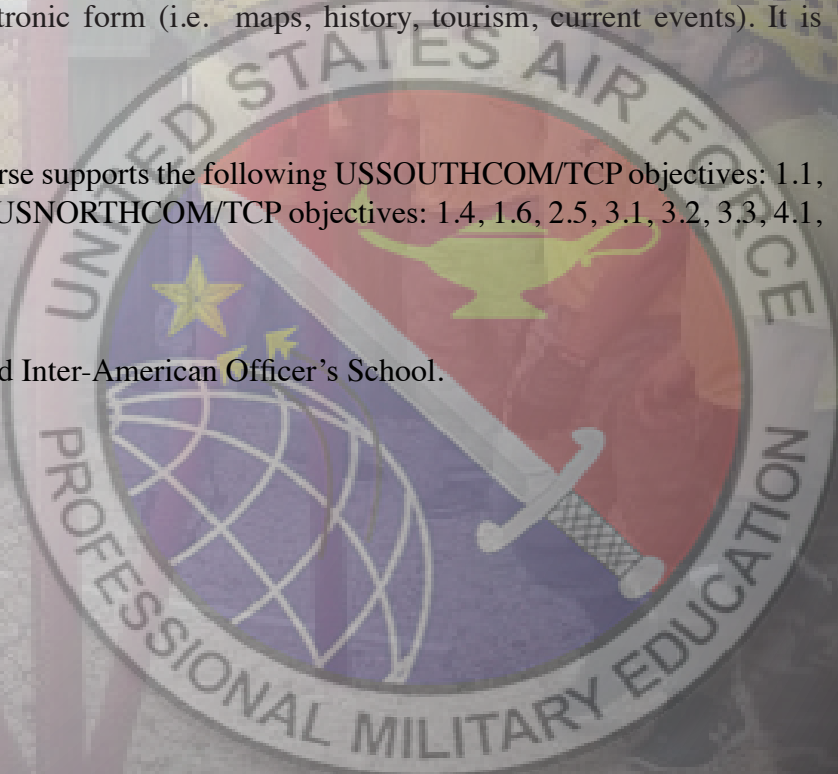 tronic form (i.e. maps, history, tourism, current events). It is
rse supports the following USSOUTHCOM/TCP objectives: 1.1,
USNORTHCOM/TCP objectives: 1.4, 1.6, 2.5, 3.1, 3.2, 3.3, 4.1,
d Inter-American Officer’s School.
UNITED STATES AIR FORCE
PROFESSIONAL MILITARY EDUCATION